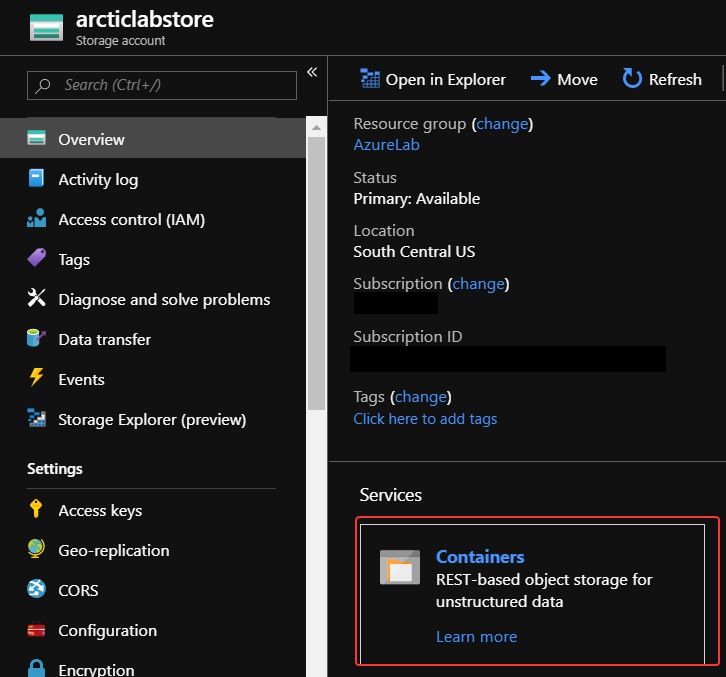 arcticlabstore
Storage account
Search (Ctrl+/)
«
Overview
Activity log
Access control (IAM)
Tags
Diagnose and solve problems
Data transfer
Events
Storage Explorer (preview)
Settings
Access keys
Geo-replication
CORS
Configuration
Encryption
Open in Explorer
Move
Refresh
Resource group (change)
AzureLab
Status
Primary: Available
Location
South Central US
Subscription (change)
Subscription ID
Tags (change)
Click here to add tags
Services
Containers
REST-based object storage for
unstructured data
Learn more